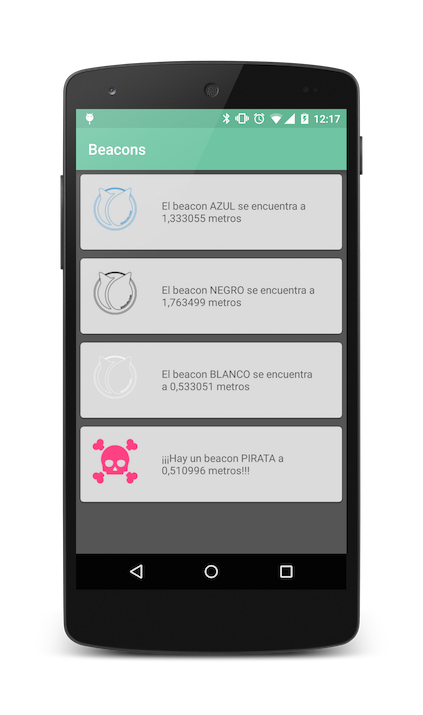 12:17
Beacons
El beacon AZUL se encuentra a
1,333055 metros
El beacon NEGRO se encuentra a
1,763499 metros
El beacon BLANCO se encuentra
a 0,533051 metros
¡¡¡Hay un beacon PIRATA a
0,510996 metros!!!